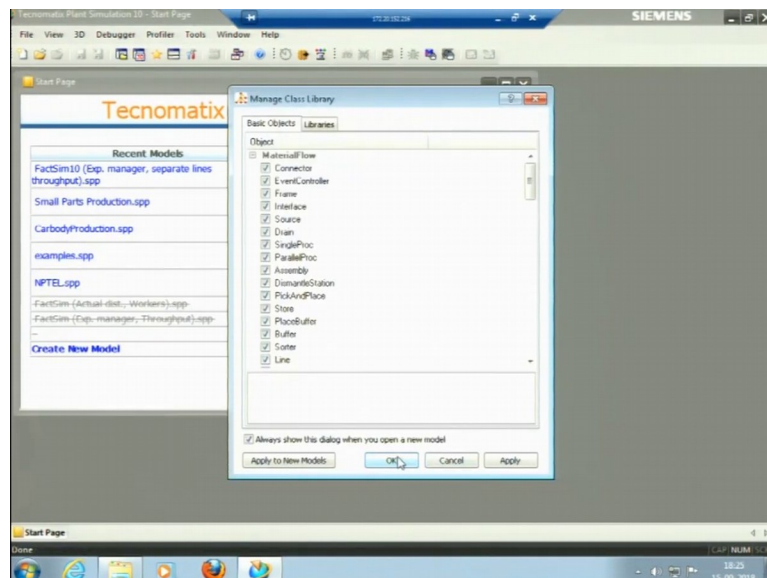 Tecnomatix Plant Simulation 10 - Start Page
172.20.192.216
SIEMENS
File View 3D Debugger Profiler Tools Window Help
Start Page
Tecnomatix
Recent Models
FactSim10 (Exp. manager, separate lines
throughput).spp
Small Parts Production.spp
CarbodyProduction.spp
examples.spp
NPTEL.spp
FactSim (Actual dist., Workers).spp
FactSim (Exp. manager, Throughput).spp
--
Create New Model
Manage Class Library
Basic Objects Libraries
Object
MaterialFlow
Connector
EventController
Frame
Interface
Source
Drain
SingleProc
ParallelProc
Assembly
DismantleStation
PickAndPlace
Store
PlaceBuffer
Buffer
Sorter
Line
Always show this dialog when you open a new model
Apply to New Models OK Cancel Apply
Start Page
Done
CAP NUM
18:25